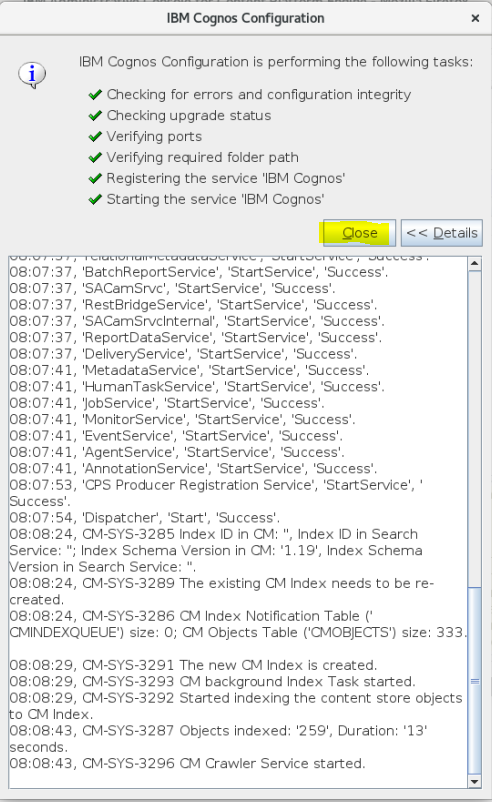 IBM Cognos Configuration
IBM Cognos Configuration is performing the following tasks:
Checking for errors and configuration integrity
Checking upgrade status
Verifying ports
Verifying required folder path
Registering the service 'IBM Cognos'
Starting the service 'IBM Cognos'
Close
<< Details
08:07:37, 'RelationalMetadataService', 'StartService', 'Success'.
08:07:37, 'BatchReportService', 'StartService', 'Success'.
08:07:37, 'SACamSrvc', 'StartService', 'Success'.
08:07:37, 'RestBridgeService', 'StartService', 'Success'.
08:07:37, 'SACamSrvcInternal', 'StartService', 'Success'.
08:07:37, 'ReportDataService', 'StartService', 'Success'.
08:07:37, 'DeliveryService', 'StartService', 'Success'.
08:07:41, 'MetadataService', 'StartService', 'Success'.
08:07:41, 'HumanTaskService', 'StartService', 'Success'.
08:07:41, 'JobService', 'StartService', 'Success'.
08:07:41, 'MonitorService', 'StartService', 'Success'.
08:07:41, 'EventService', 'StartService', 'Success'.
08:07:41, 'AgentService', 'StartService', 'Success'.
08:07:41, 'AnnotationService', 'StartService', 'Success'.
08:07:53, 'CPS Producer Registration Service', 'StartService', '
Success'.
08:07:54, 'Dispatcher', 'Start', 'Success'.
08:08:24, CM-SYS-3285 Index ID in CM: '', Index ID in Search
Service: ''; Index Schema Version in CM: '1.19', Index Schema
Version in Search Service: ''.
08:08:24, CM-SYS-3289 The existing CM Index needs to be re-
created.
08:08:24, CM-SYS-3286 CM Index Notification Table ('
CMINDEXQUEUE') size: 0; CM Objects Table ('CMOBJECTS') size: 333.
08:08:29, CM-SYS-3291 The new CM Index is created.
08:08:29, CM-SYS-3293 CM background Index Task started.
08:08:29, CM-SYS-3292 Started indexing the content store objects
to CM Index.
08:08:43, CM-SYS-3287 Objects indexed: '259', Duration: '13'
seconds.
08:08:43, CM-SYS-3296 CM Crawler Service started.